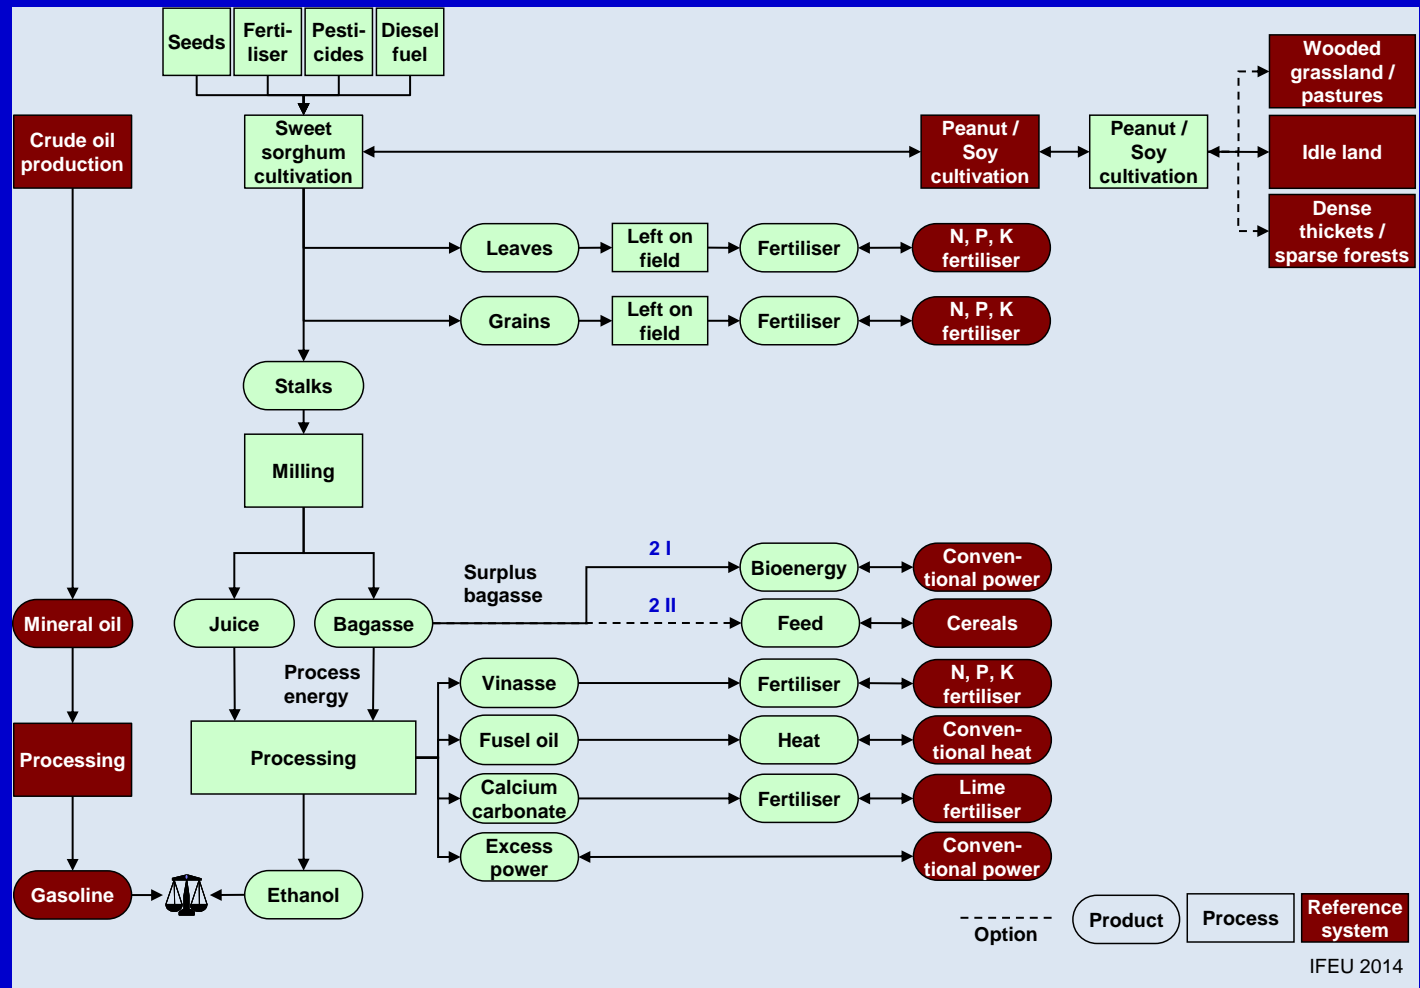 Seeds
Ferti-
liser
Pesti-
cides
Diesel
fuel
Wooded
grassland /
pastures
Crude oil
production
Sweet
sorghum
cultivation
Peanut /
Soy
cultivation
Peanut /
Soy
cultivation
Idle land
Dense
thickets /
sparse forests
Leaves
Left on
field
Fertiliser
N, P, K
fertiliser
Grains
Left on
field
Fertiliser
N, P, K
fertiliser
Stalks
Milling
Surplus
bagasse
2 I
Bioenergy
Conven-
tional power
Mineral oil
Juice
Bagasse
2 II
Feed
Cereals
Process
energy
Vinasse
Fertiliser
N, P, K
fertiliser
Processing
Processing
Fusel oil
Heat
Conven-
tional heat
Calcium
carbonate
Fertiliser
Lime
fertiliser
Excess
power
Conven-
tional power
Gasoline
Ethanol
Option
Product
Process
Reference
system
IFEU 2014